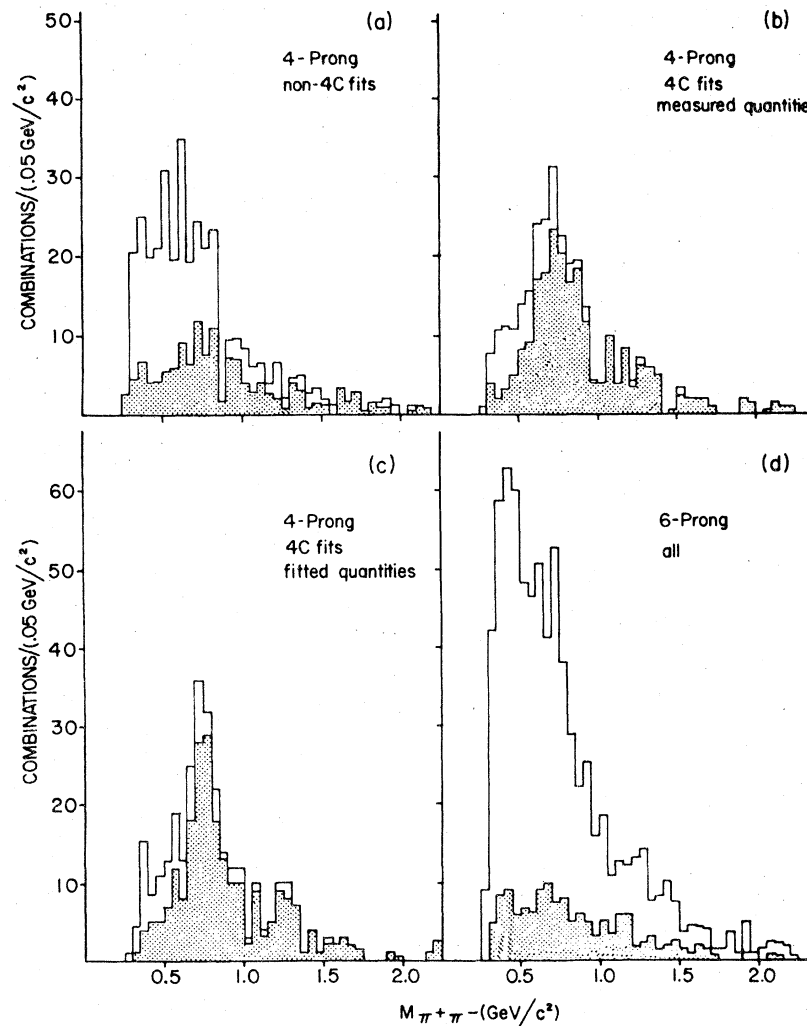 50
(a)
(b)
4-Prong
non-4C fits
4-Prong
4C fits
measured quantitie
40
30
20
10
COMBINATIONS/(.05 GeV/c²)
(c)
(d)
60
4-Prong
4C fits
fitted quantities
6-Prong
all
50
40
30
20
10
COMBINATIONS/(.05 GeV/c²)
0.5
1.0
1.5
2.0
0.5
1.0
1.5
2.0
M π+π- (GeV/c²)